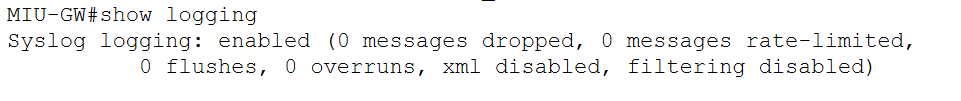 MIU-GW#show logging
Syslog logging: enabled (0 messages dropped, 0 messages rate-limited,
0 flushes, 0 overruns, xml disabled, filtering disabled)